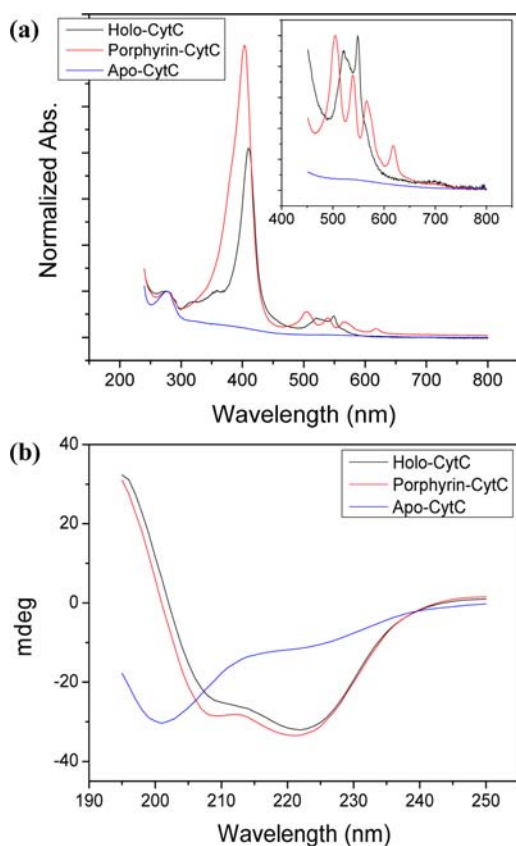 (a)
Holo-CytC
Porphyrin-CytC
Apo-CytC
Normalized Abs.
400 500 600 700 800
200 300 400 500 600 700 800
Wavelength (nm)
(b)
40
20
0
-20
-40
mdeg
Holo-CytC
Porphyrin-CytC
Apo-CytC
190 200 210 220 230 240 250
Wavelength (nm)